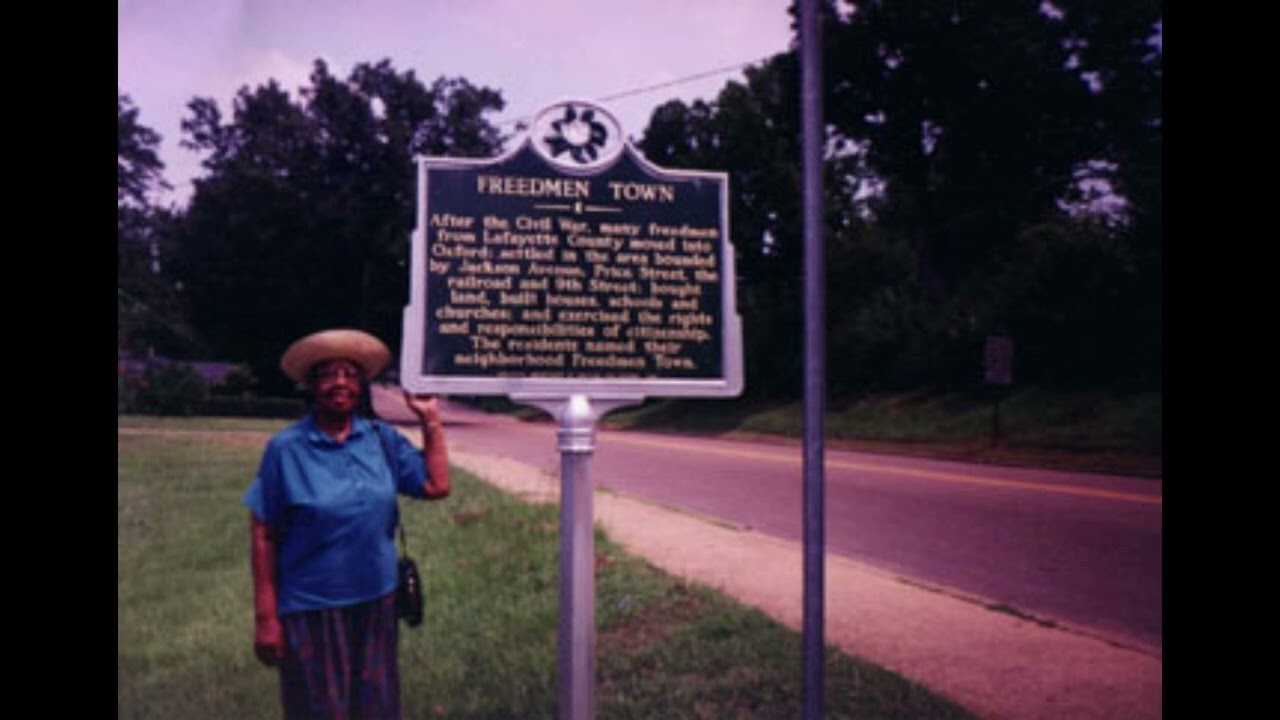 FREEDMEN TOWN
After the Civil War, many freedmen
from Lafayette County moved into
Oxford; settled in the area bounded
by Jackson Avenue, Price Street, the
railroad and 9th Street; bought
land, built houses, schools and
churches; and exercised the rights
and responsibilities of citizenship.
The residents named their
neighborhood Freedmen Town.